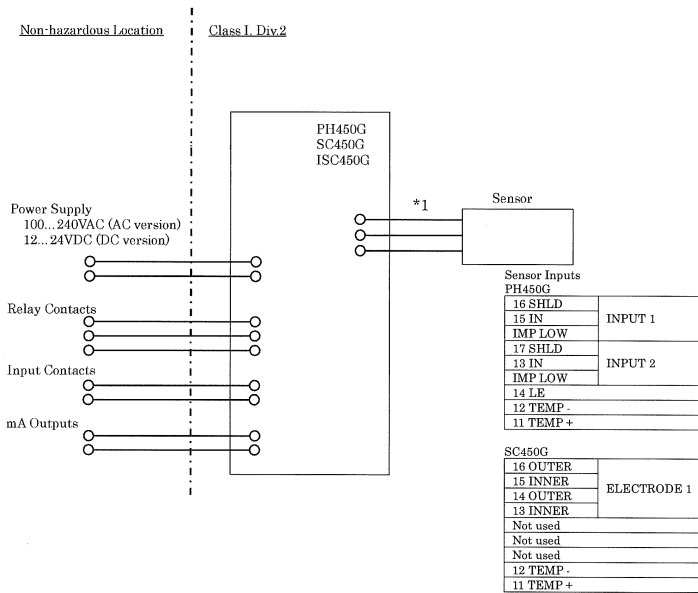 Non-hazardous Location
Class I, Div.2
PH450G
SC450G
ISC450G
*1
Sensor
Power Supply
100...240VAC (AC version)
12...24VDC (DC version)
Relay Contacts
Input Contacts
mA Outputs
Sensor Inputs
PH450G
16 SHLD
15 IN
INPUT 1
IMP LOW
17 SHLD
13 IN
INPUT 2
IMP LOW
14 LE
12 TEMP -
11 TEMP +
SC450G
16 OUTER
15 INNER
ELECTRODE 1
14 OUTER
13 INNER
Not used
Not used
Not used
12 TEMP -
11 TEMP +